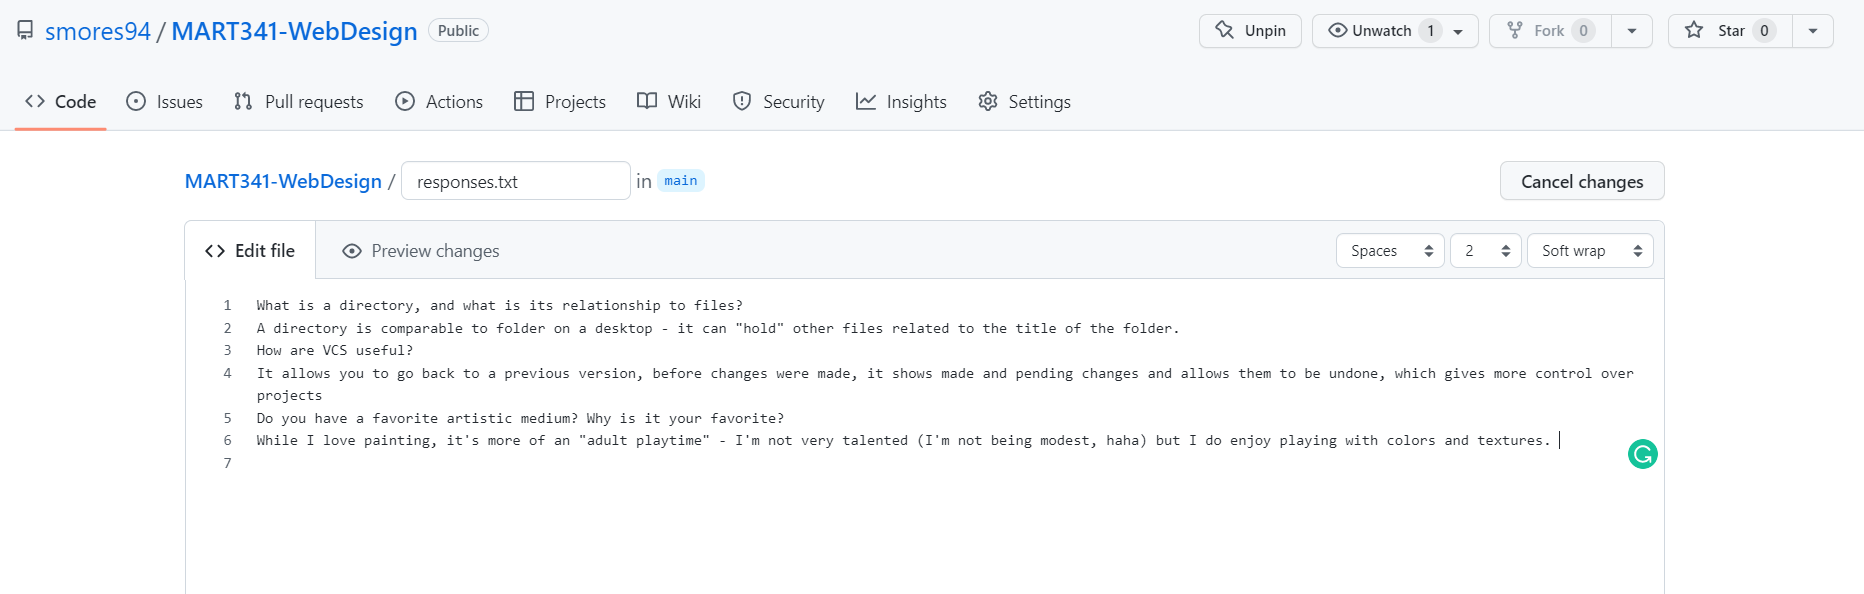 smores94 / MART341-WebDesign Public Unpin Unwatch 1 Fork 0 Star 0
Code Issues Pull requests Actions Projects Wiki Security Insights Settings
MART341-WebDesign / responses.txt in main Cancel changes
Edit file Preview changes Spaces 2 Soft wrap
1 What is a directory, and what is its relationship to files?
2 A directory is comparable to folder on a desktop - it can "hold" other files related to the title of the folder.
3 How are VCS useful?
4 It allows you to go back to a previous version, before changes were made, it shows made and pending changes and allows them to be undone, which gives more control over
projects
5 Do you have a favorite artistic medium? Why is it your favorite?
6 While I love painting, it's more of an "adult playtime" - I'm not very talented (I'm not being modest, haha) but I do enjoy playing with colors and textures.
7